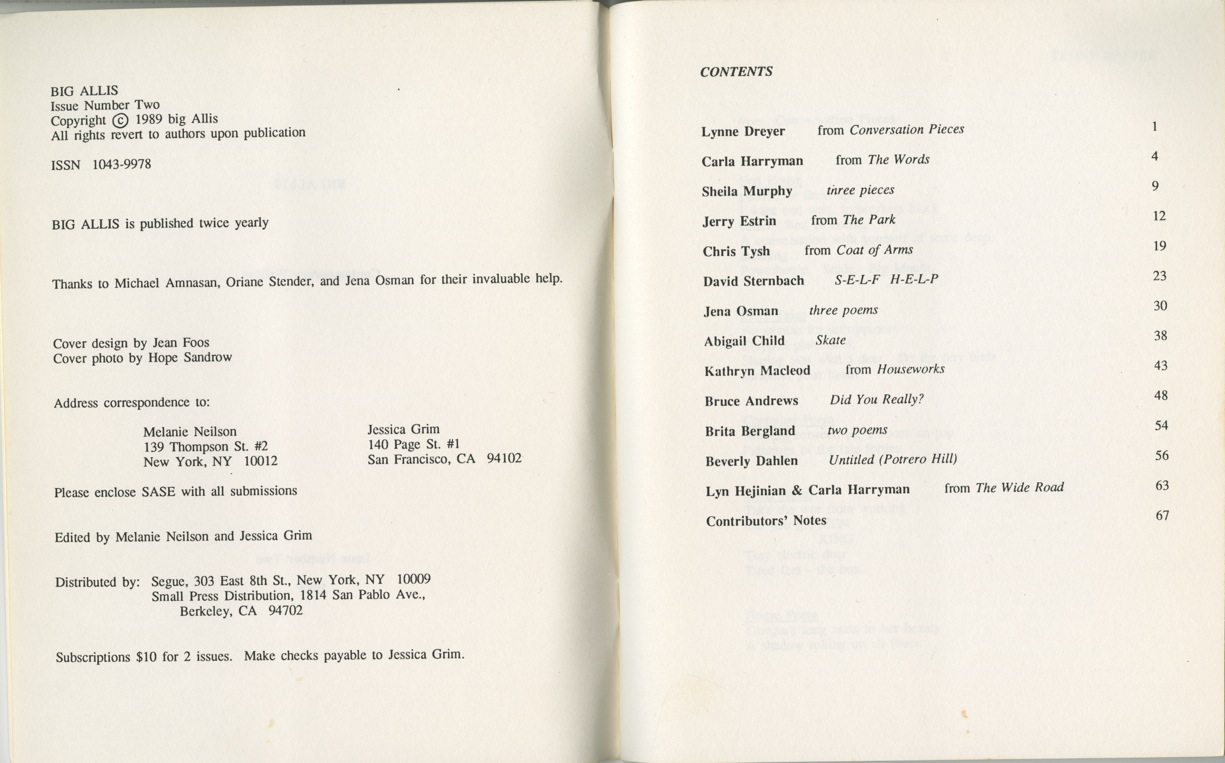 BIG ALLIS
Issue Number Two
Copyright © 1989 big Allis
All rights revert to authors upon publication
ISSN 1043-9978
BIG ALLIS is published twice yearly
Thanks to Michael Amnasan, Oriane Stender, and Jena Osman for their invaluable help.
Cover design by Jean Foos
Cover photo by Hope Sandrow
Address correspondence to:
Melanie Neilson
139 Thompson St. #2
New York, NY 10012
Jessica Grim
140 Page St. #1
San Francisco, CA 94102
Please enclose SASE with all submissions
Edited by Melanie Neilson and Jessica Grim
Distributed by: Segue, 303 East 8th St., New York, NY 10009
Small Press Distribution, 1814 San Pablo Ave.,
Berkeley, CA 94702
Subscriptions $10 for 2 issues. Make checks payable to Jessica Grim.
CONTENTS
Lynne Dreyer from Conversation Pieces 1
Carla Harryman from The Words 4
Sheila Murphy three pieces 9
Jerry Estrin from The Park 12
Chris Tysh from Coat of Arms 19
David Sternbach S-E-L-F H-E-L-P 23
Jena Osman three poems 30
Abigail Child Skate 38
Kathryn Macleod from Houseworks 43
Bruce Andrews Did You Really? 48
Brita Bergland two poems 54
Beverly Dahlen Untitled (Potrero Hill) 56
Lyn Hejinian & Carla Harryman from The Wide Road 63
Contributors' Notes 67